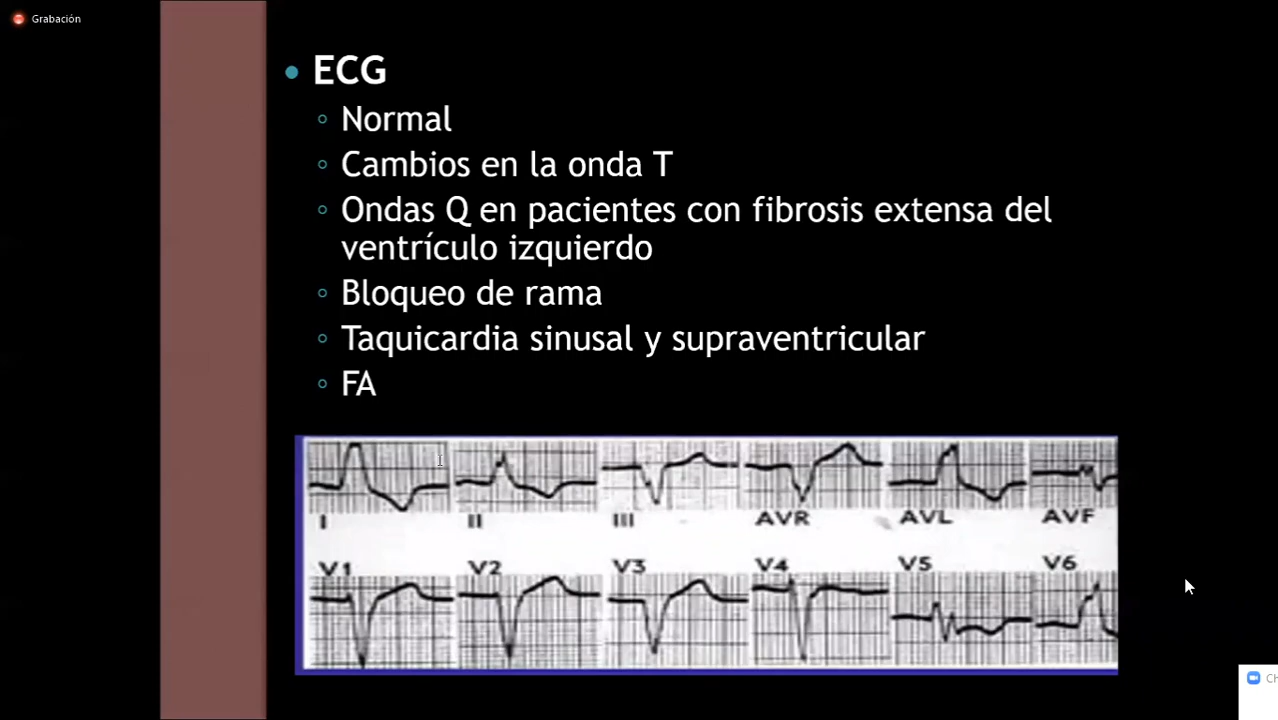 Grabación
ECG
Normal
Cambios en la onda T
Ondas Q en pacientes con fibrosis extensa del
ventrículo izquierdo
Bloqueo de rama
Taquicardia sinusal y supraventricular
FA
I II III AVR AVL AVF
V1 V2 V3 V4 V5 V6